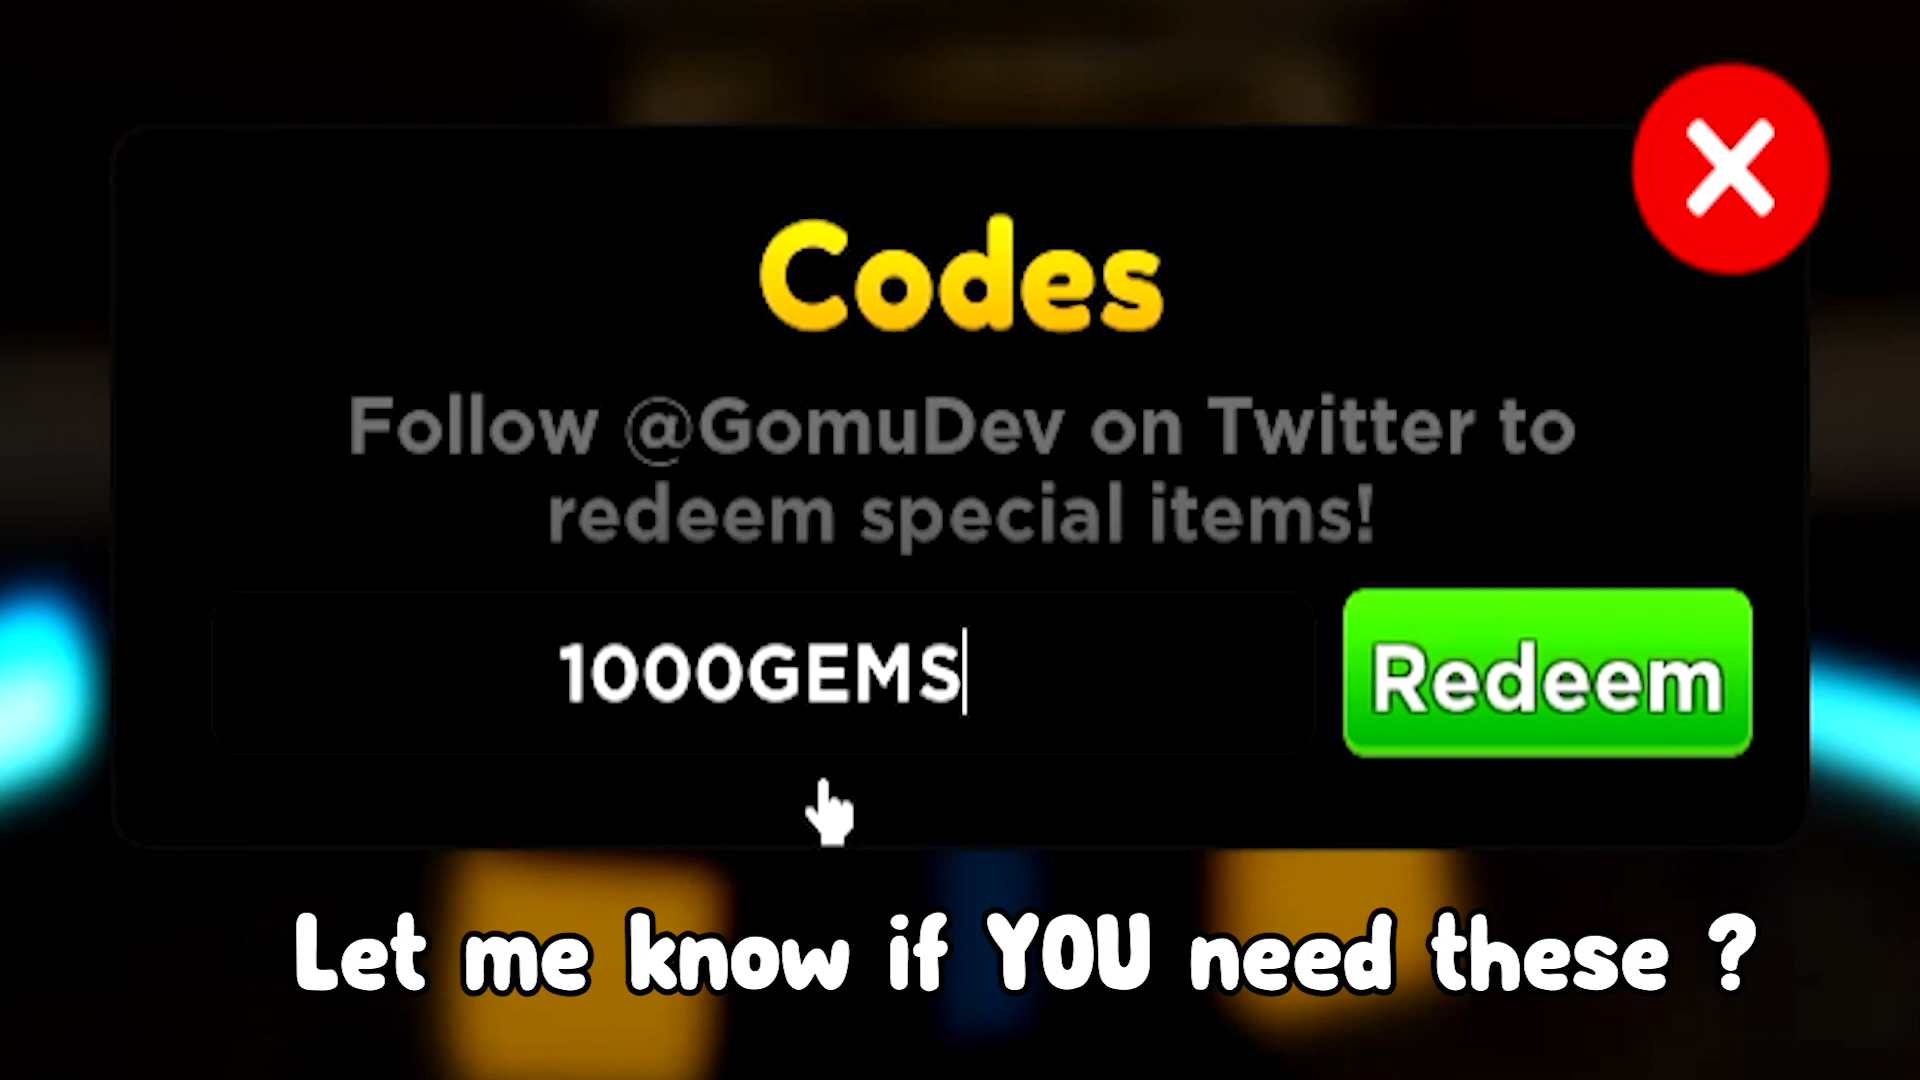 Codes
Follow @GomuDev on Twitter to
redeem special items!
1000GEMS
Redeem
Let me know if YOU need these ?